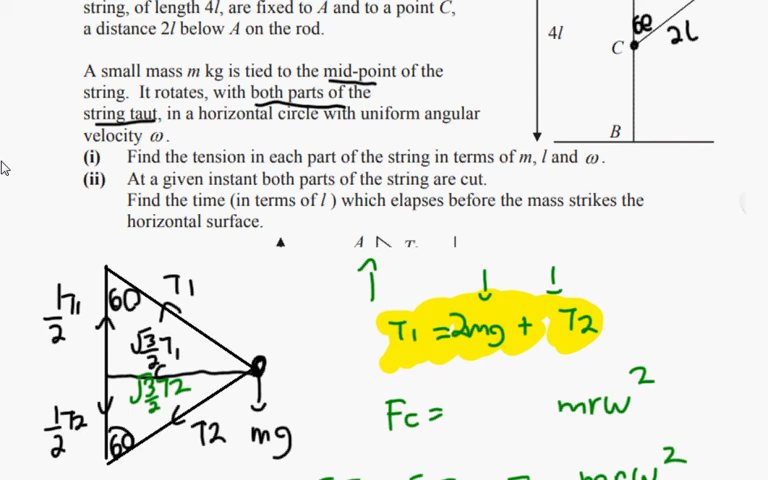 string, of length 4l, are fixed to A and to a point C,
a distance 2l below A on the rod.
4l
C
60
2l
A small mass m kg is tied to the mid-point of the
string. It rotates, with both parts of the
string taut, in a horizontal circle with uniform angular
velocity ω.
B
(i) Find the tension in each part of the string in terms of m, l and ω.
(ii) At a given instant both parts of the string are cut.
Find the time (in terms of l ) which elapses before the mass strikes the
horizontal surface.
60
T1
1/2 T1
√3/2 T1
√3/2 T2
1/2 T2
60
T2
mg
T1 = 2mg + T2
Fc = mrω²